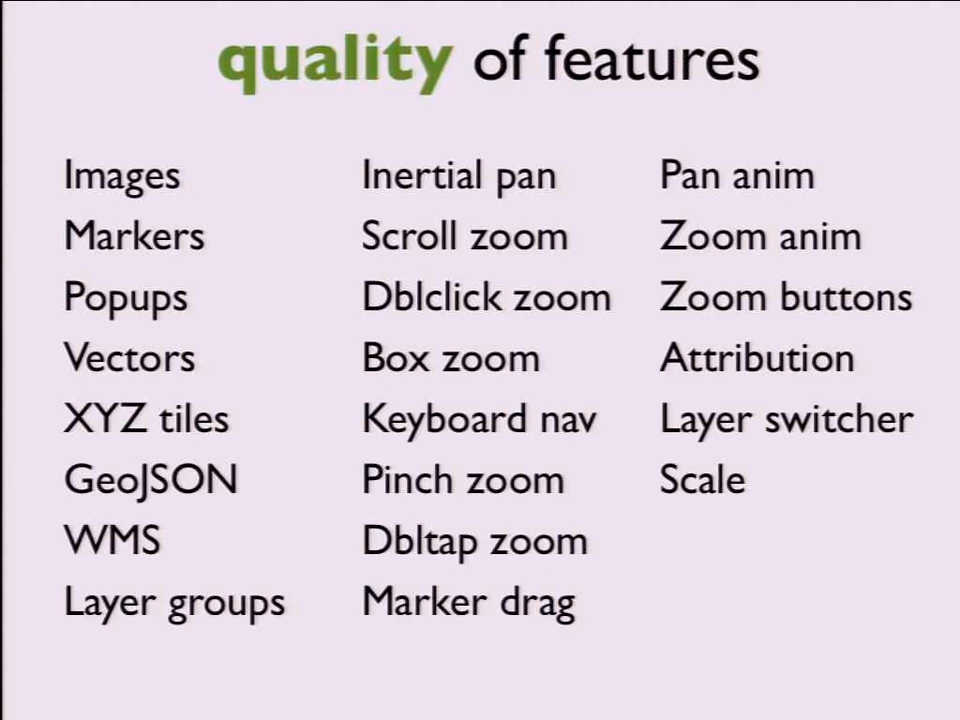 quality of features
Images
Markers
Popups
Vectors
XYZ tiles
GeoJSON
WMS
Layer groups
Inertial pan
Scroll zoom
Dblclick zoom
Box zoom
Keyboard nav
Pinch zoom
Dbltap zoom
Marker drag
Pan anim
Zoom anim
Zoom buttons
Attribution
Layer switcher
Scale